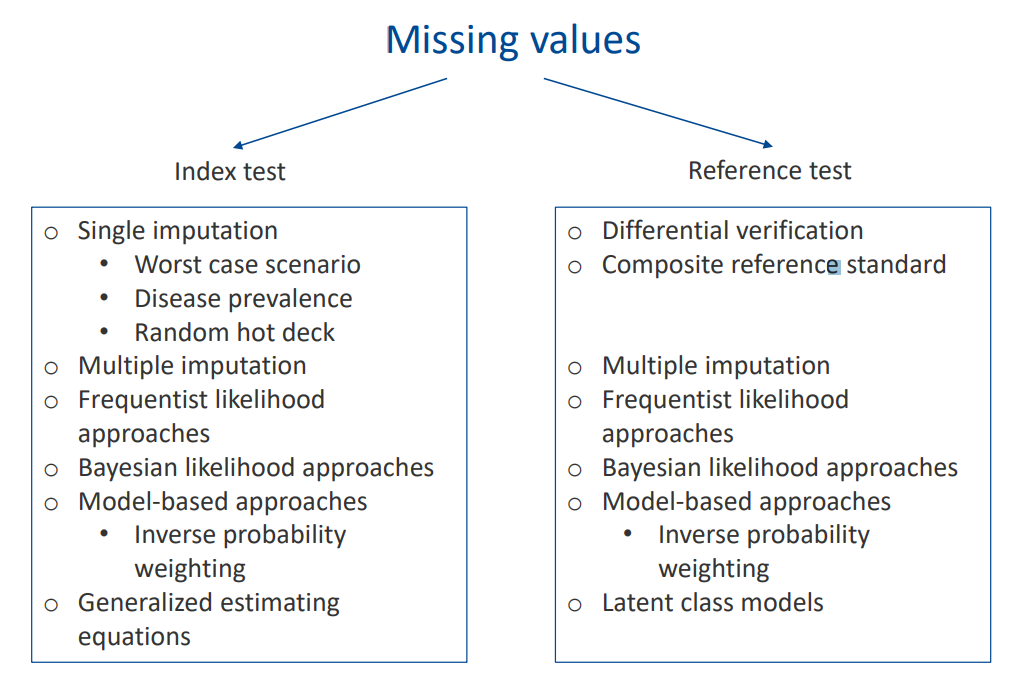 Missing values
Index test
○ Single imputation
• Worst case scenario
• Disease prevalence
• Random hot deck
○ Multiple imputation
○ Frequentist likelihood
approaches
○ Bayesian likelihood approaches
○ Model-based approaches
• Inverse probability
weighting
○ Generalized estimating
equations
Reference test
○ Differential verification
○ Composite reference standard
○ Multiple imputation
○ Frequentist likelihood
approaches
○ Bayesian likelihood approaches
○ Model-based approaches
• Inverse probability
weighting
○ Latent class models